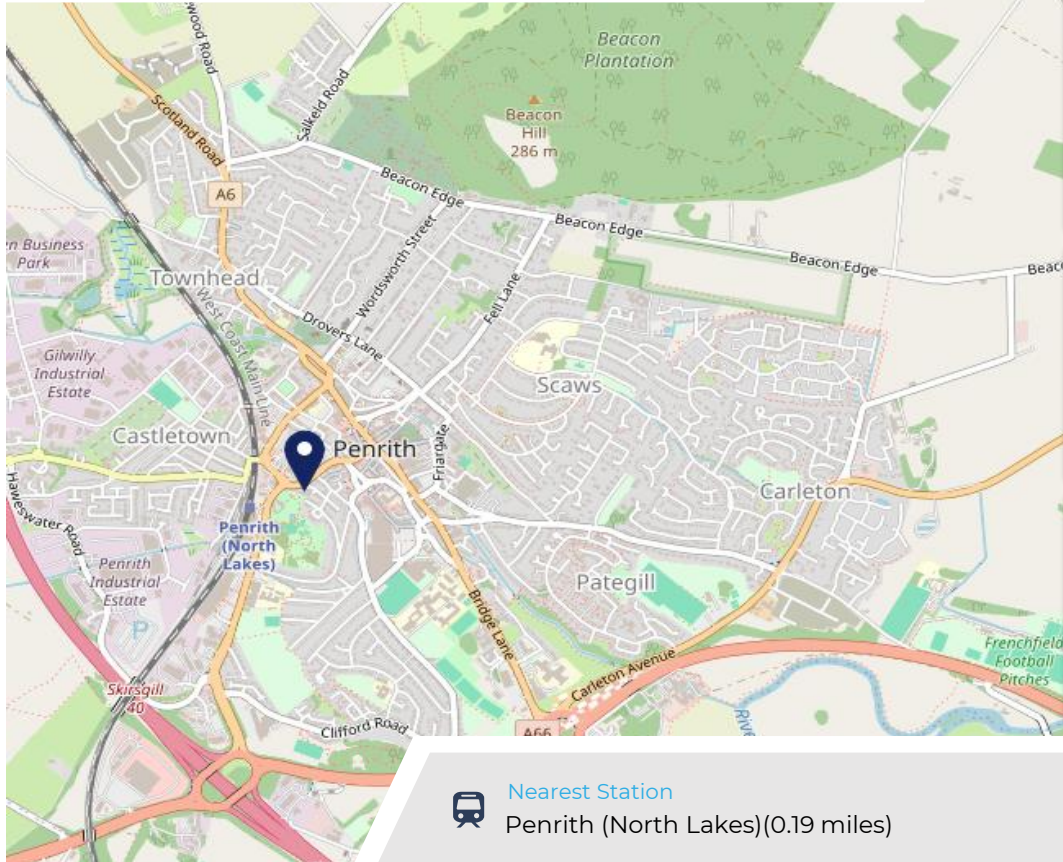 Beacon
Plantation
ewood Road
Salkeld Road
Scotland Road
Beacon
Hill
286 m
A6
Beacon Edge
Beacon Edge
Beacon Edge
Beac
en Business
Park
Townhead
Wordsworth Street
Fell Lane
West Coast Main Line
Drovers Lane
Gilwilly
Industrial
Estate
Scaws
Castletown
Penrith
Friargate
Haweswater Road
Carleton
Penrith
(North
Lakes)
Penrith
Industrial
Estate
P
Pategill
Bridge Lane
Frenchfield
Football
Pitches
Carleton Avenue
Skirsgill
40
Clifford Road
A66
Rive
Nearest Station
Penrith (North Lakes)(0.19 miles)